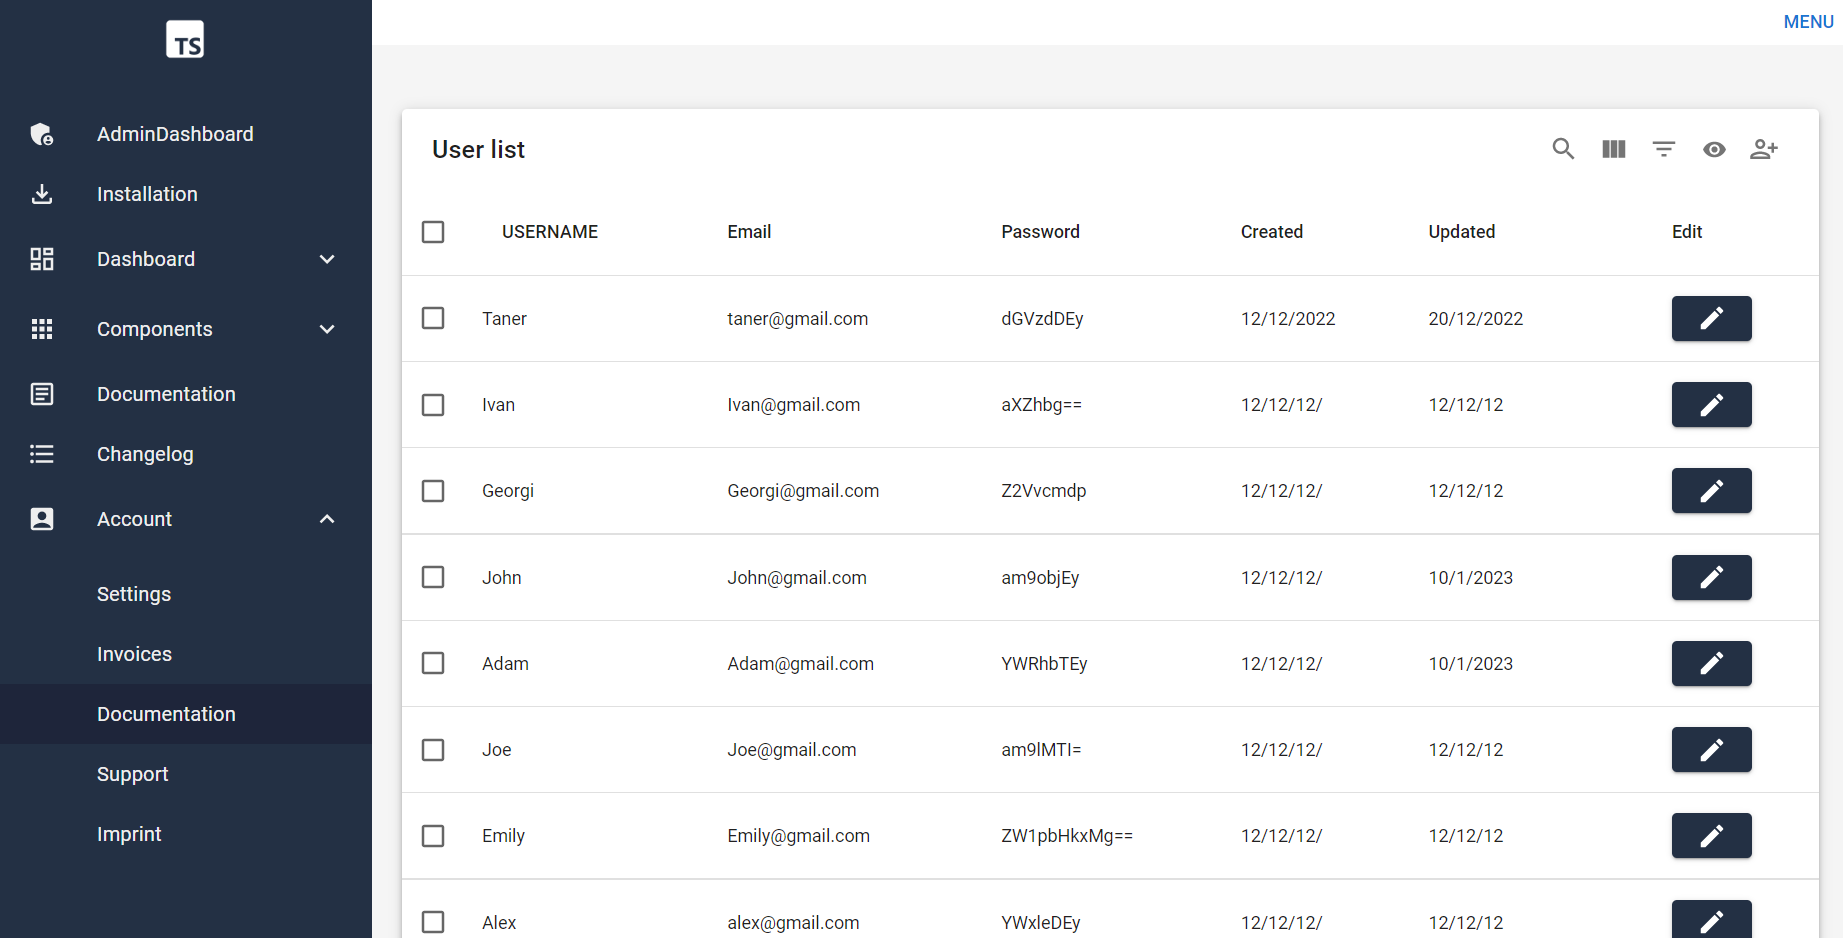 TS
MENU
AdminDashboard
Installation
Dashboard
Components
Documentation
Changelog
Account
Settings
Invoices
Documentation
Support
Imprint
User list
USERNAME Email Password Created Updated Edit
Taner taner@gmail.com dGVzdDEy 12/12/2022 20/12/2022
Ivan Ivan@gmail.com aXZhbg== 12/12/12/ 12/12/12
Georgi Georgi@gmail.com Z2Vvcmdp 12/12/12/ 12/12/12
John John@gmail.com am9objEy 12/12/12/ 10/1/2023
Adam Adam@gmail.com YWRhbTEy 12/12/12/ 10/1/2023
Joe Joe@gmail.com am9lMTI= 12/12/12/ 12/12/12
Emily Emily@gmail.com ZW1pbHkxMg== 12/12/12/ 12/12/12
Alex alex@gmail.com YWxleDEy 12/12/12/ 12/12/12